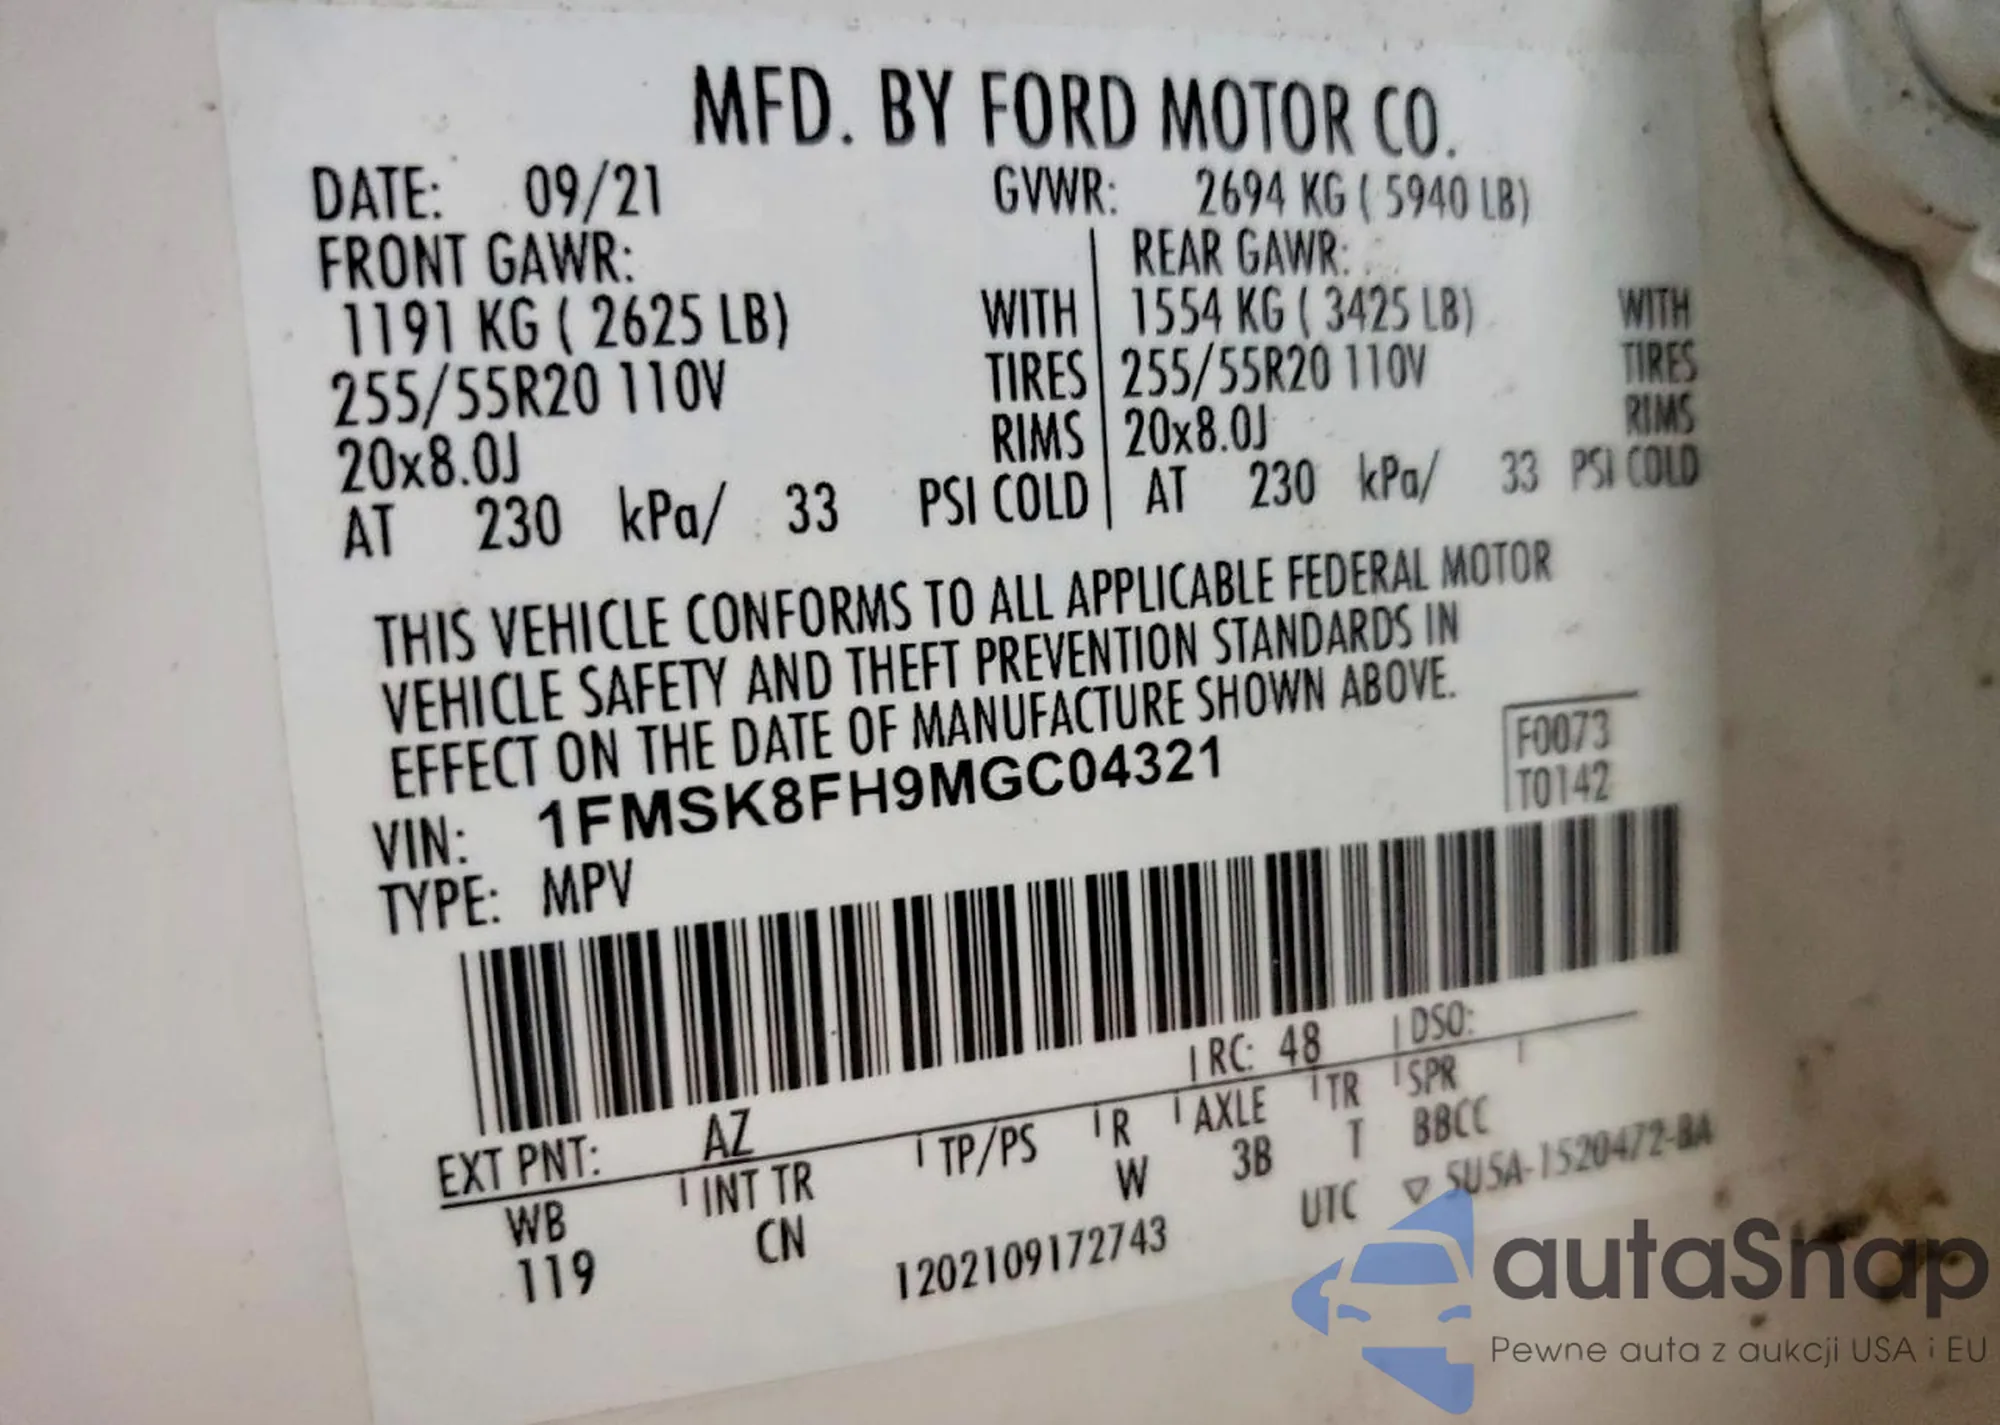 MFD. BY FORD MOTOR CO.
DATE: 09/21 GVWR: 2694 KG ( 5940 LB)
FRONT GAWR: REAR GAWR:
1191 KG ( 2625 LB) WITH 1554 KG ( 3425 LB) WITH
255/55R20 110V TIRES 255/55R20 110V TIRES
20x8.0J RIMS 20x8.0J RIMS
AT 230 kPa/ 33 PSI COLD AT 230 kPa/ 33 PSI COLD
THIS VEHICLE CONFORMS TO ALL APPLICABLE FEDERAL MOTOR
VEHICLE SAFETY AND THEFT PREVENTION STANDARDS IN
EFFECT ON THE DATE OF MANUFACTURE SHOWN ABOVE.
F0073
VIN: 1FMSK8FH9MGC04321
T0142
TYPE: MPV
EXT PNT: AZ RC: 48 DSO:
WB INT TR TP/PS R AXLE TR SPR
119 CN W 3B T BBCC
1202109172743 UTC ▽ 5U5A-1520472-BA
autaSnap
Pewne auta z aukcji USA i EU